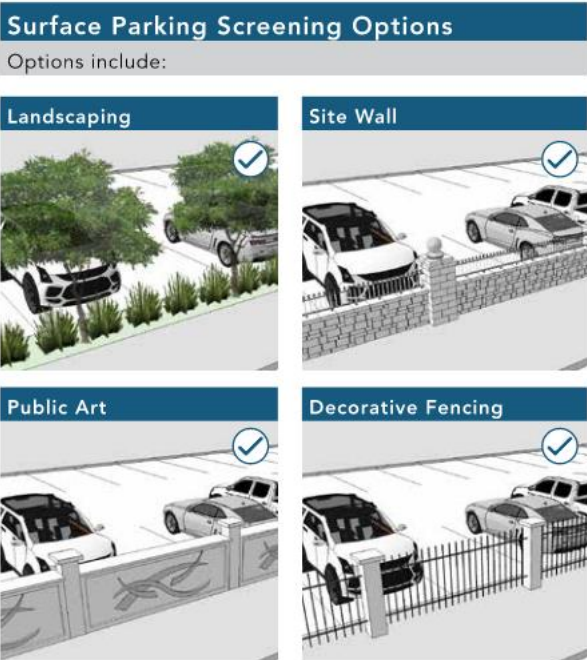 Surface Parking Screening Options
Options include:
Landscaping
Site Wall
Public Art
Decorative Fencing